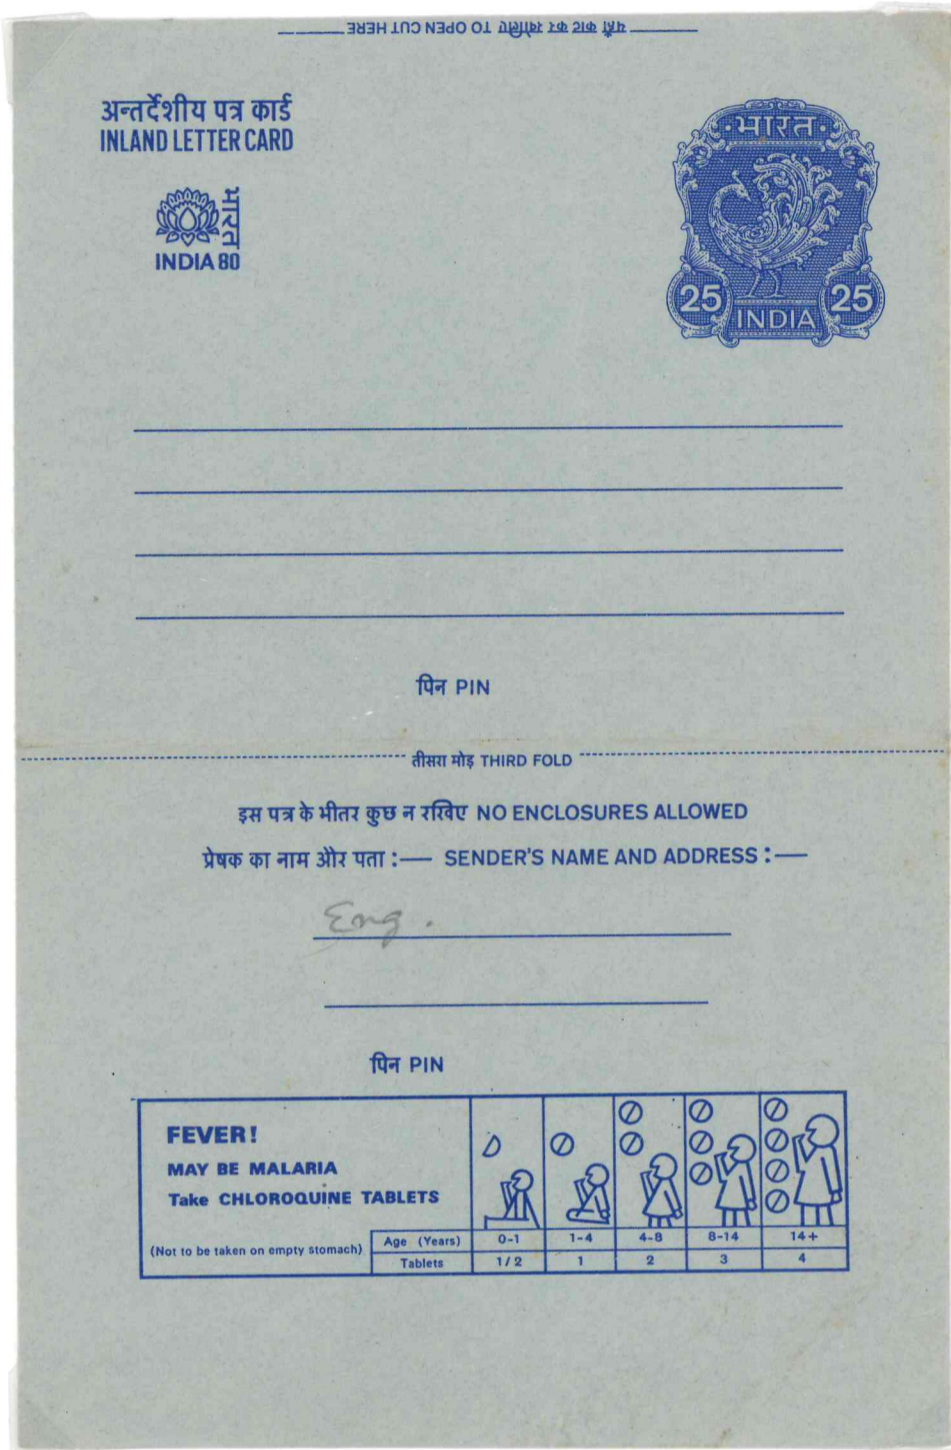 यहाँ काट कर खोलिए TO OPEN CUT HERE
अन्तर्देशीय पत्र कार्ड
INLAND LETTER CARD
भारत
INDIA 80
भारत
25 25
INDIA
पिन PIN
तीसरा मोड़ THIRD FOLD
इस पत्र के भीतर कुछ न रखिए NO ENCLOSURES ALLOWED
प्रेषक का नाम और पता :— SENDER'S NAME AND ADDRESS :—
Eng.
पिन PIN
FEVER!
MAY BE MALARIA
Take CHLOROQUINE TABLETS
(Not to be taken on empty stomach)
Age (Years) 0-1 1-4 4-8 8-14 14+
Tablets 1/2 1 2 3 4